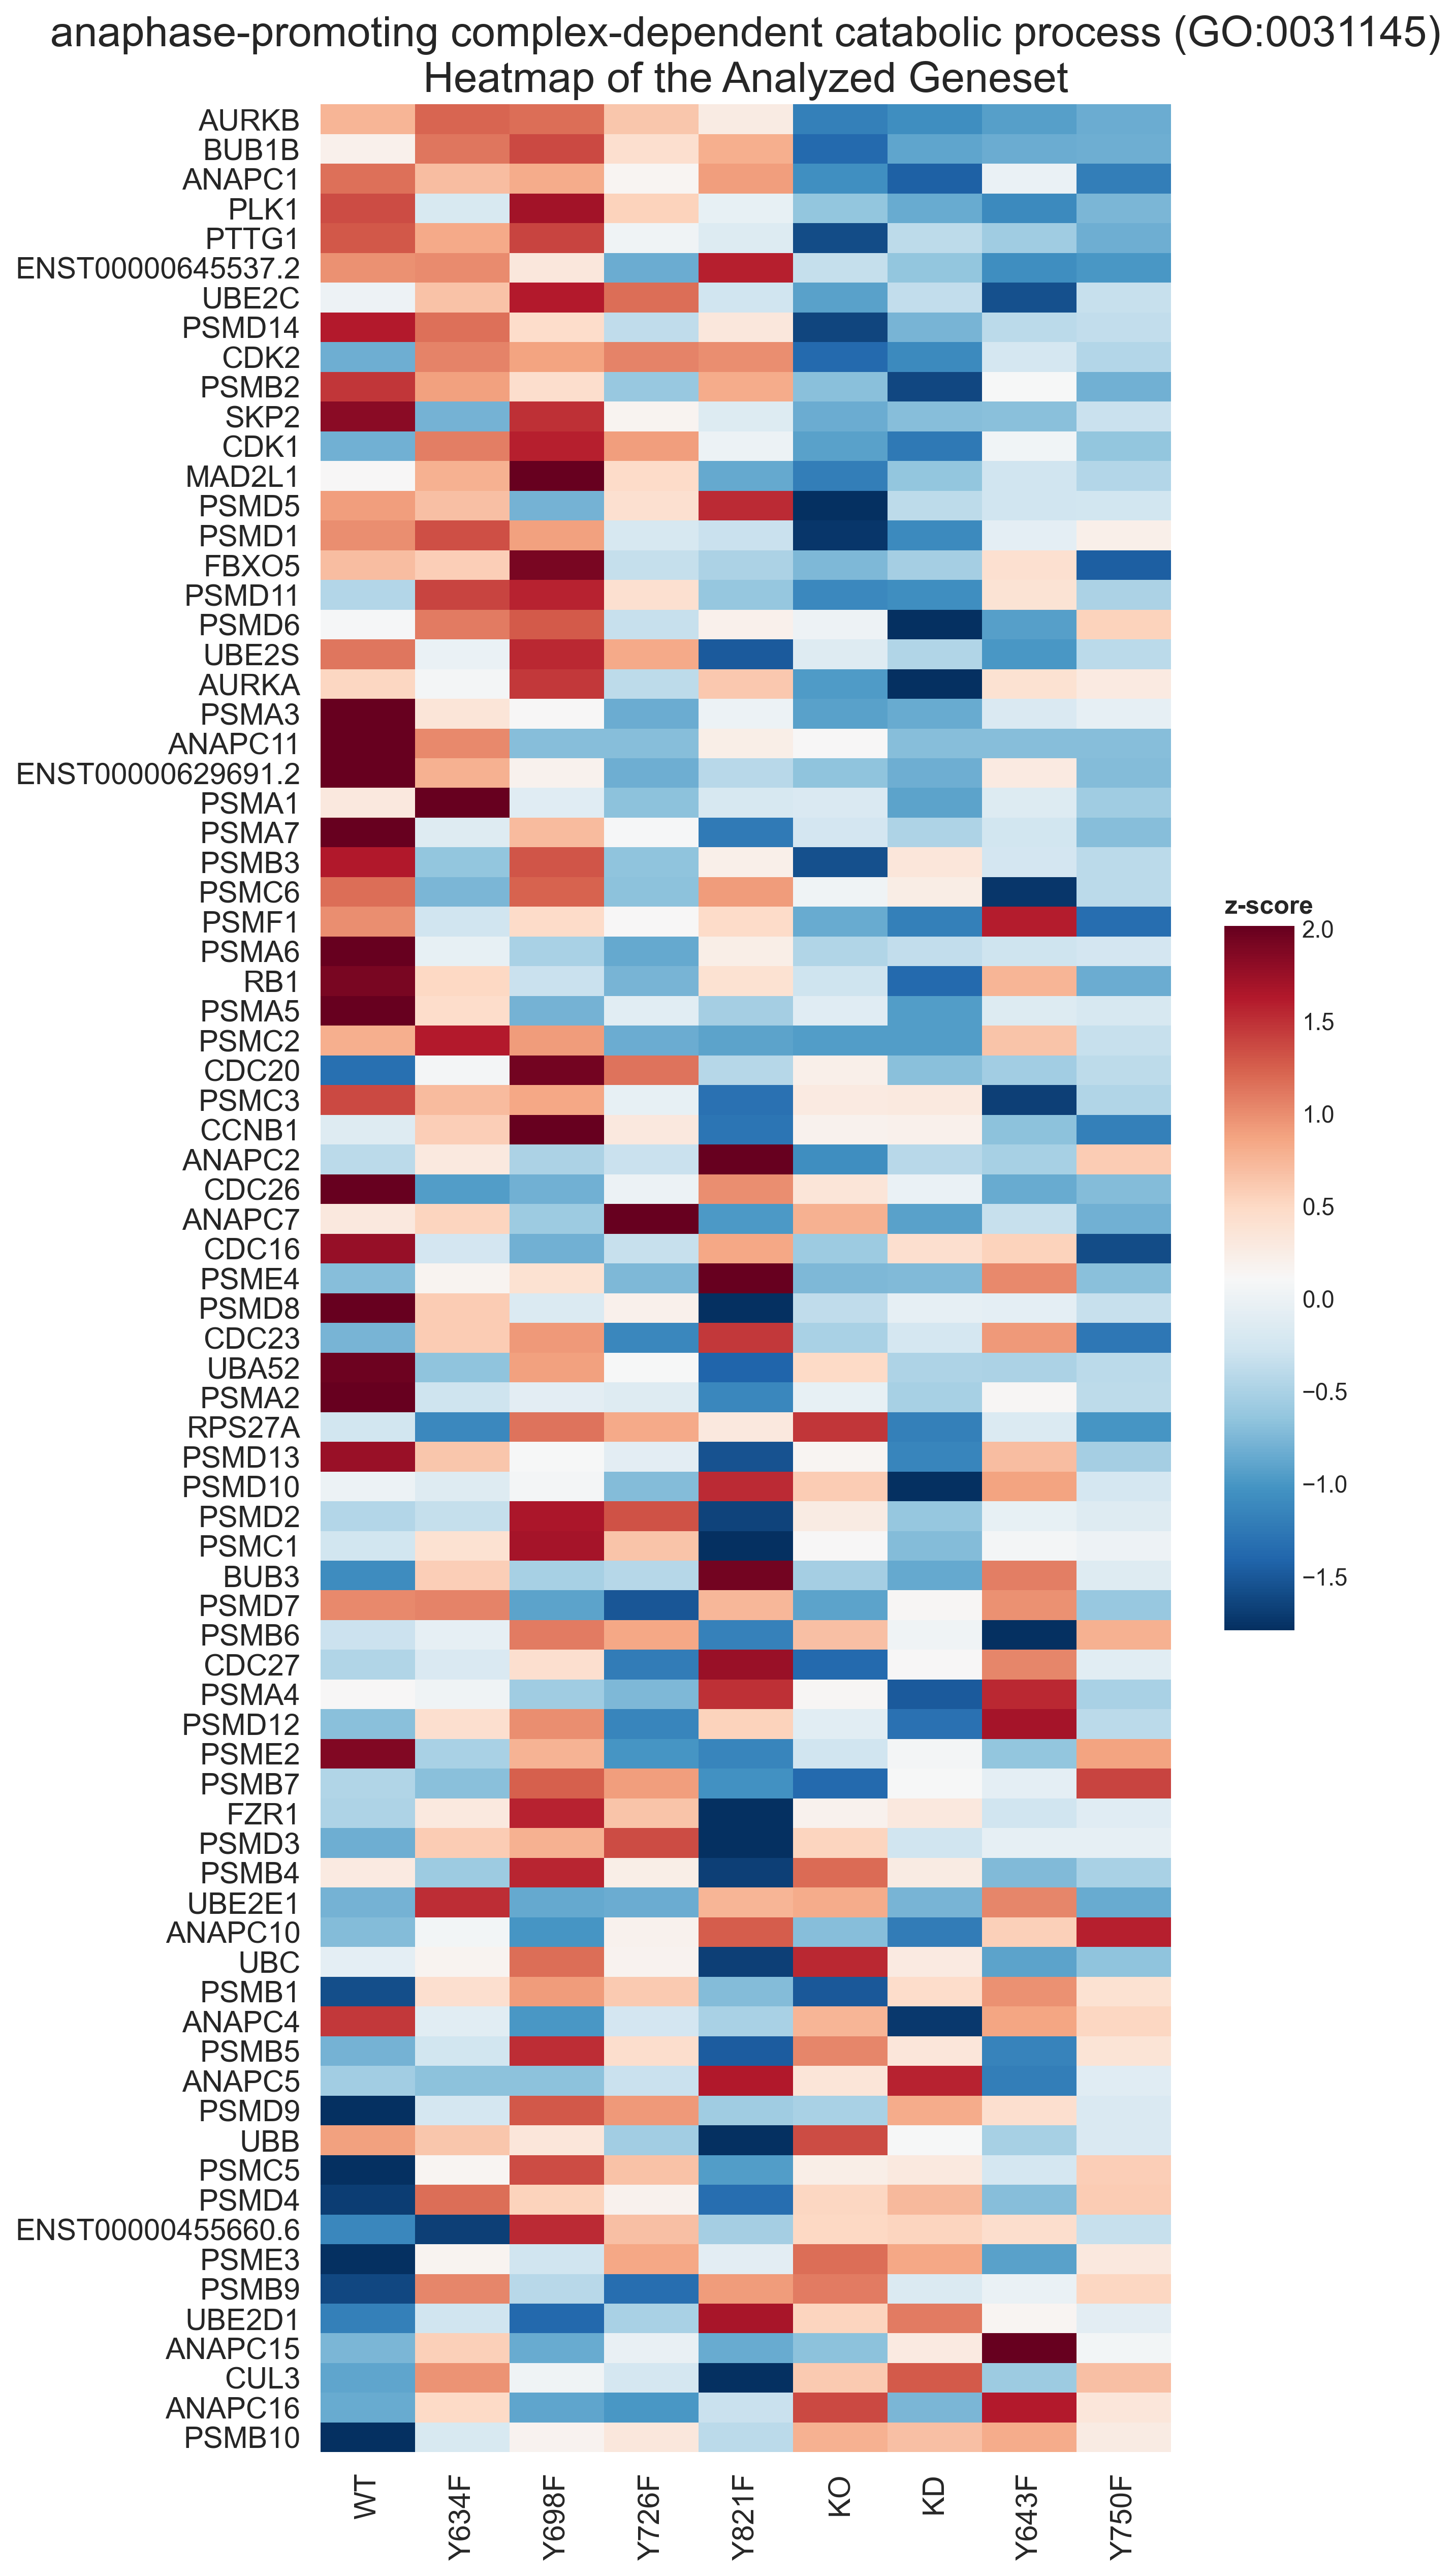 anaphase-promoting complex-dependent catabolic process (GO:0031145)
Heatmap of the Analyzed Geneset
AURKB
BUB1B
ANAPC1
PLK1
PTTG1
ENST00000645537.2
UBE2C
PSMD14
CDK2
PSMB2
SKP2
CDK1
MAD2L1
PSMD5
PSMD1
FBXO5
PSMD11
PSMD6
UBE2S
AURKA
PSMA3
ANAPC11
ENST00000629691.2
PSMA1
PSMA7
PSMB3
PSMC6
PSMF1
PSMA6
RB1
PSMA5
PSMC2
CDC20
PSMC3
CCNB1
ANAPC2
CDC26
ANAPC7
CDC16
PSME4
PSMD8
CDC23
UBA52
PSMA2
RPS27A
PSMD13
PSMD10
PSMD2
PSMC1
BUB3
PSMD7
PSMB6
CDC27
PSMA4
PSMD12
PSME2
PSMB7
FZR1
PSMD3
PSMB4
UBE2E1
ANAPC10
UBC
PSMB1
ANAPC4
PSMB5
ANAPC5
PSMD9
UBB
PSMC5
PSMD4
ENST00000455660.6
PSME3
PSMB9
UBE2D1
ANAPC15
CUL3
ANAPC16
PSMB10
WT
Y634F
Y698F
Y726F
Y821F
KO
KD
Y643F
Y750F
z-score
2.0
1.5
1.0
0.5
0.0
−0.5
−1.0
−1.5